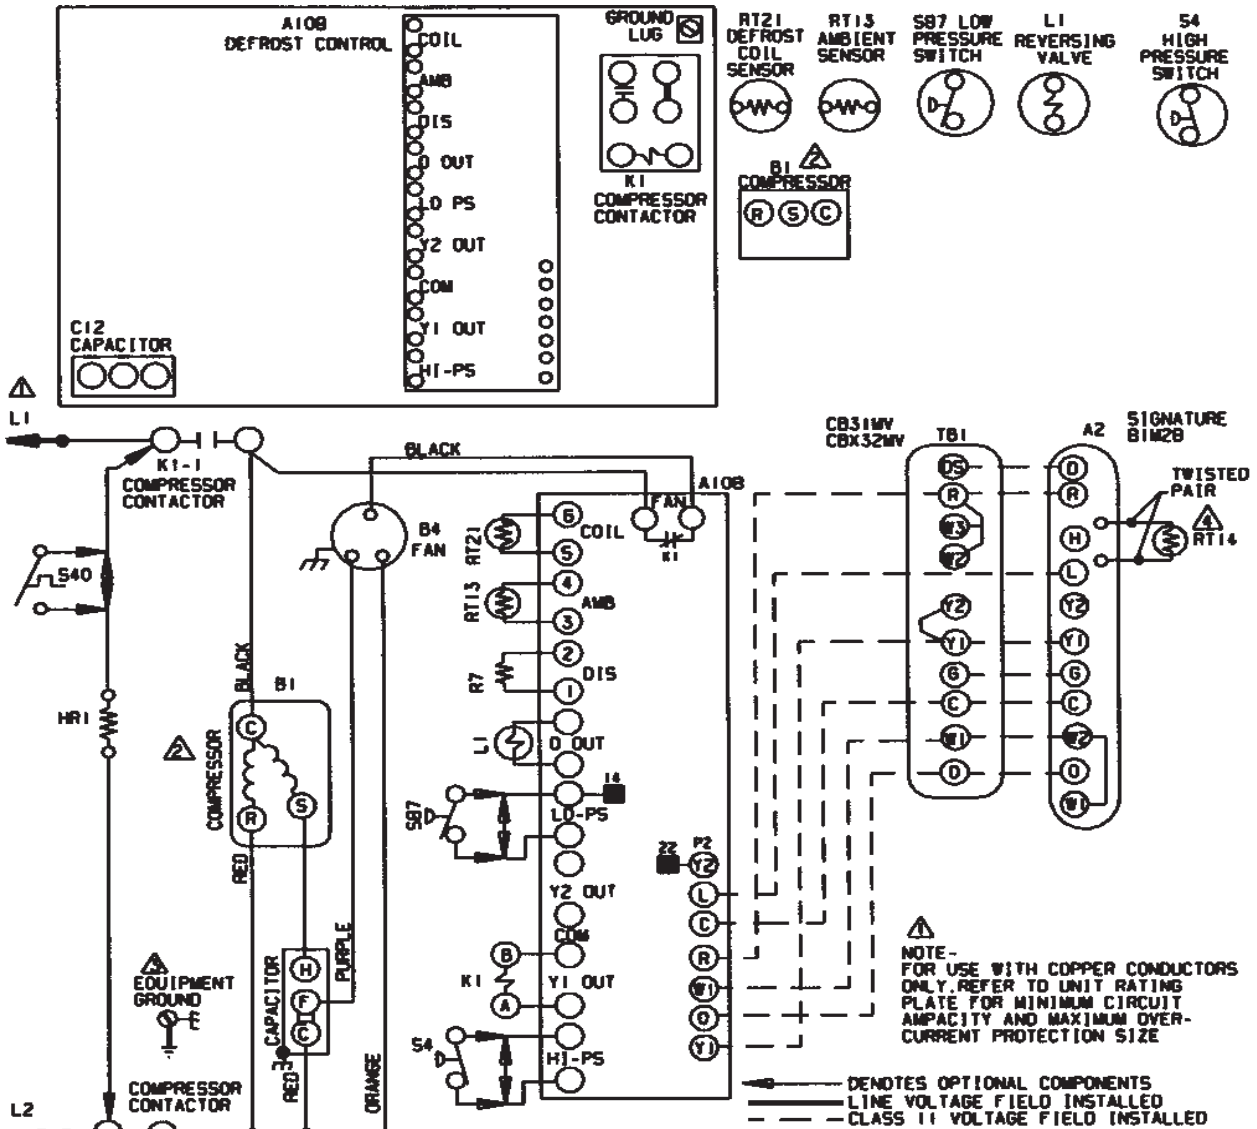 A108
DEFROST CONTROL
COIL
AMB
DIS
O OUT
LO PS
Y2 OUT
COM
Y1 OUT
HI-PS
C12
CAPACITOR
GROUND
LUG
K1
COMPRESSOR
CONTACTOR
RT21
DEFROST
COIL
SENSOR
RT13
AMBIENT
SENSOR
S87 LOW
PRESSURE
SWITCH
L1
REVERSING
VALVE
S4
HIGH
PRESSURE
SWITCH
2
B1
COMPRESSOR
R S C
1
L1
K1-1
COMPRESSOR
CONTACTOR
S40
HR1
BLACK
BLACK
B4
FAN
B1
2
COMPRESSOR
C
R
S
RED
3
EQUIPMENT
GROUND
E
CAPACITOR
H
F
C
PURPLE
RED
ORANGE
COMPRESSOR
CONTACTOR
L2
A108
FAN
K1
RT21
6
COIL
5
RT13
4
AMB
3
R7
2
DIS
1
L1
O OUT
S87
14
LO-PS
Y2 OUT
COM
K1
B
Y1 OUT
A
S4
HI-PS
22
P2
Y2
L
C
R
W1
O
Y1
CB31MV
CBX32MV
TB1
DS
R
W3
W2
Y2
Y1
G
C
W1
O
A2
SIGNATURE
BIM2B
D
R
H
L
Y2
Y1
G
C
W2
O
W1
TWISTED
PAIR
4
RT14
1
NOTE-
FOR USE WITH COPPER CONDUCTORS
ONLY.REFER TO UNIT RATING
PLATE FOR MINIMUM CIRCUIT
AMPACITY AND MAXIMUM OVER-
CURRENT PROTECTION SIZE
DENOTES OPTIONAL COMPONENTS
LINE VOLTAGE FIELD INSTALLED
CLASS II VOLTAGE FIELD INSTALLED